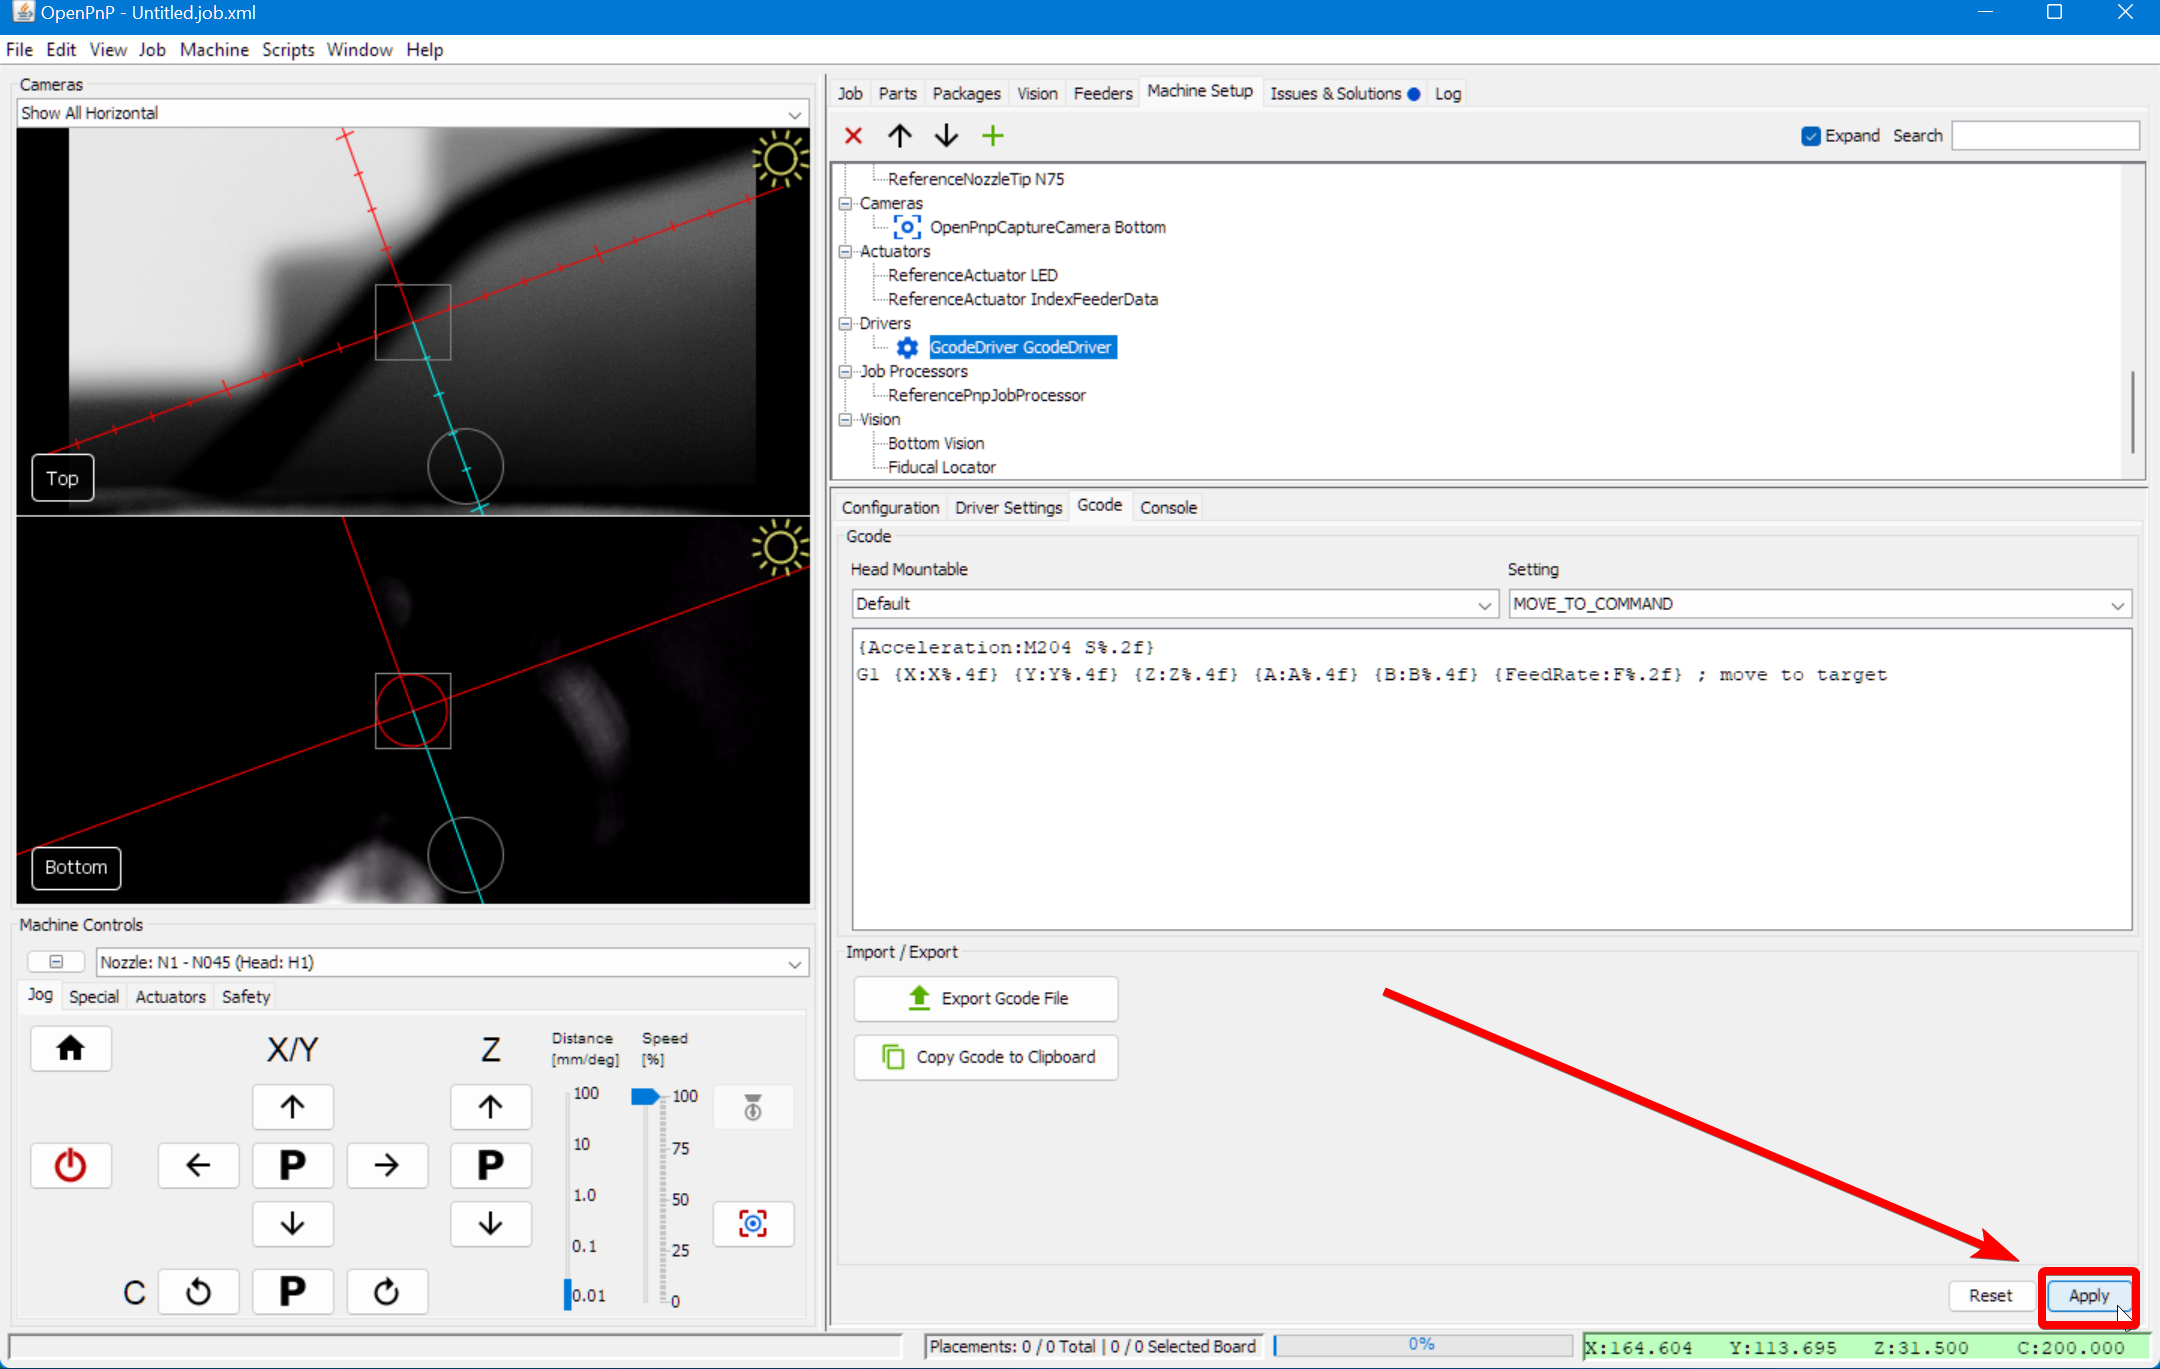 OpenPnP - Untitled.job.xml
File Edit View Job Machine Scripts Window Help
Cameras
Show All Horizontal
Top
Bottom
Machine Controls
Nozzle: N1 - N045 (Head: H1)
Jog Special Actuators Safety
X/Y
Z
Distance
[mm/deg]
Speed
[%]
100
10
1.0
0.1
0.01
100
75
50
25
0
P
P
C
P
Job Parts Packages Vision Feeders Machine Setup Issues & Solutions Log
Expand Search
ReferenceNozzleTip N75
Cameras
OpenPnpCaptureCamera Bottom
Actuators
ReferenceActuator LED
ReferenceActuator IndexFeederData
Drivers
GcodeDriver GcodeDriver
Job Processors
ReferencePnpJobProcessor
Vision
Bottom Vision
Fiducal Locator
Configuration Driver Settings Gcode Console
Gcode
Head Mountable
Setting
Default
MOVE_TO_COMMAND
{Acceleration:M204 S%.2f}
G1 {X:X%.4f} {Y:Y%.4f} {Z:Z%.4f} {A:A%.4f} {B:B%.4f} {FeedRate:F%.2f} ; move to target
Import / Export
Export Gcode File
Copy Gcode to Clipboard
Reset
Apply
Placements: 0 / 0 Total | 0 / 0 Selected Board
0%
X:164.604 Y:113.695 Z:31.500 C:200.000